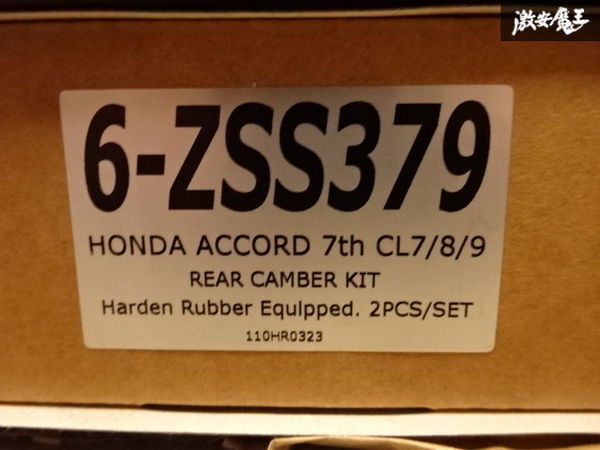 激安魔王
6-ZSS379
HONDA ACCORD 7th CL7/8/9
REAR CAMBER KIT
Harden Rubber Equipped. 2PCS/SET
110HR0323